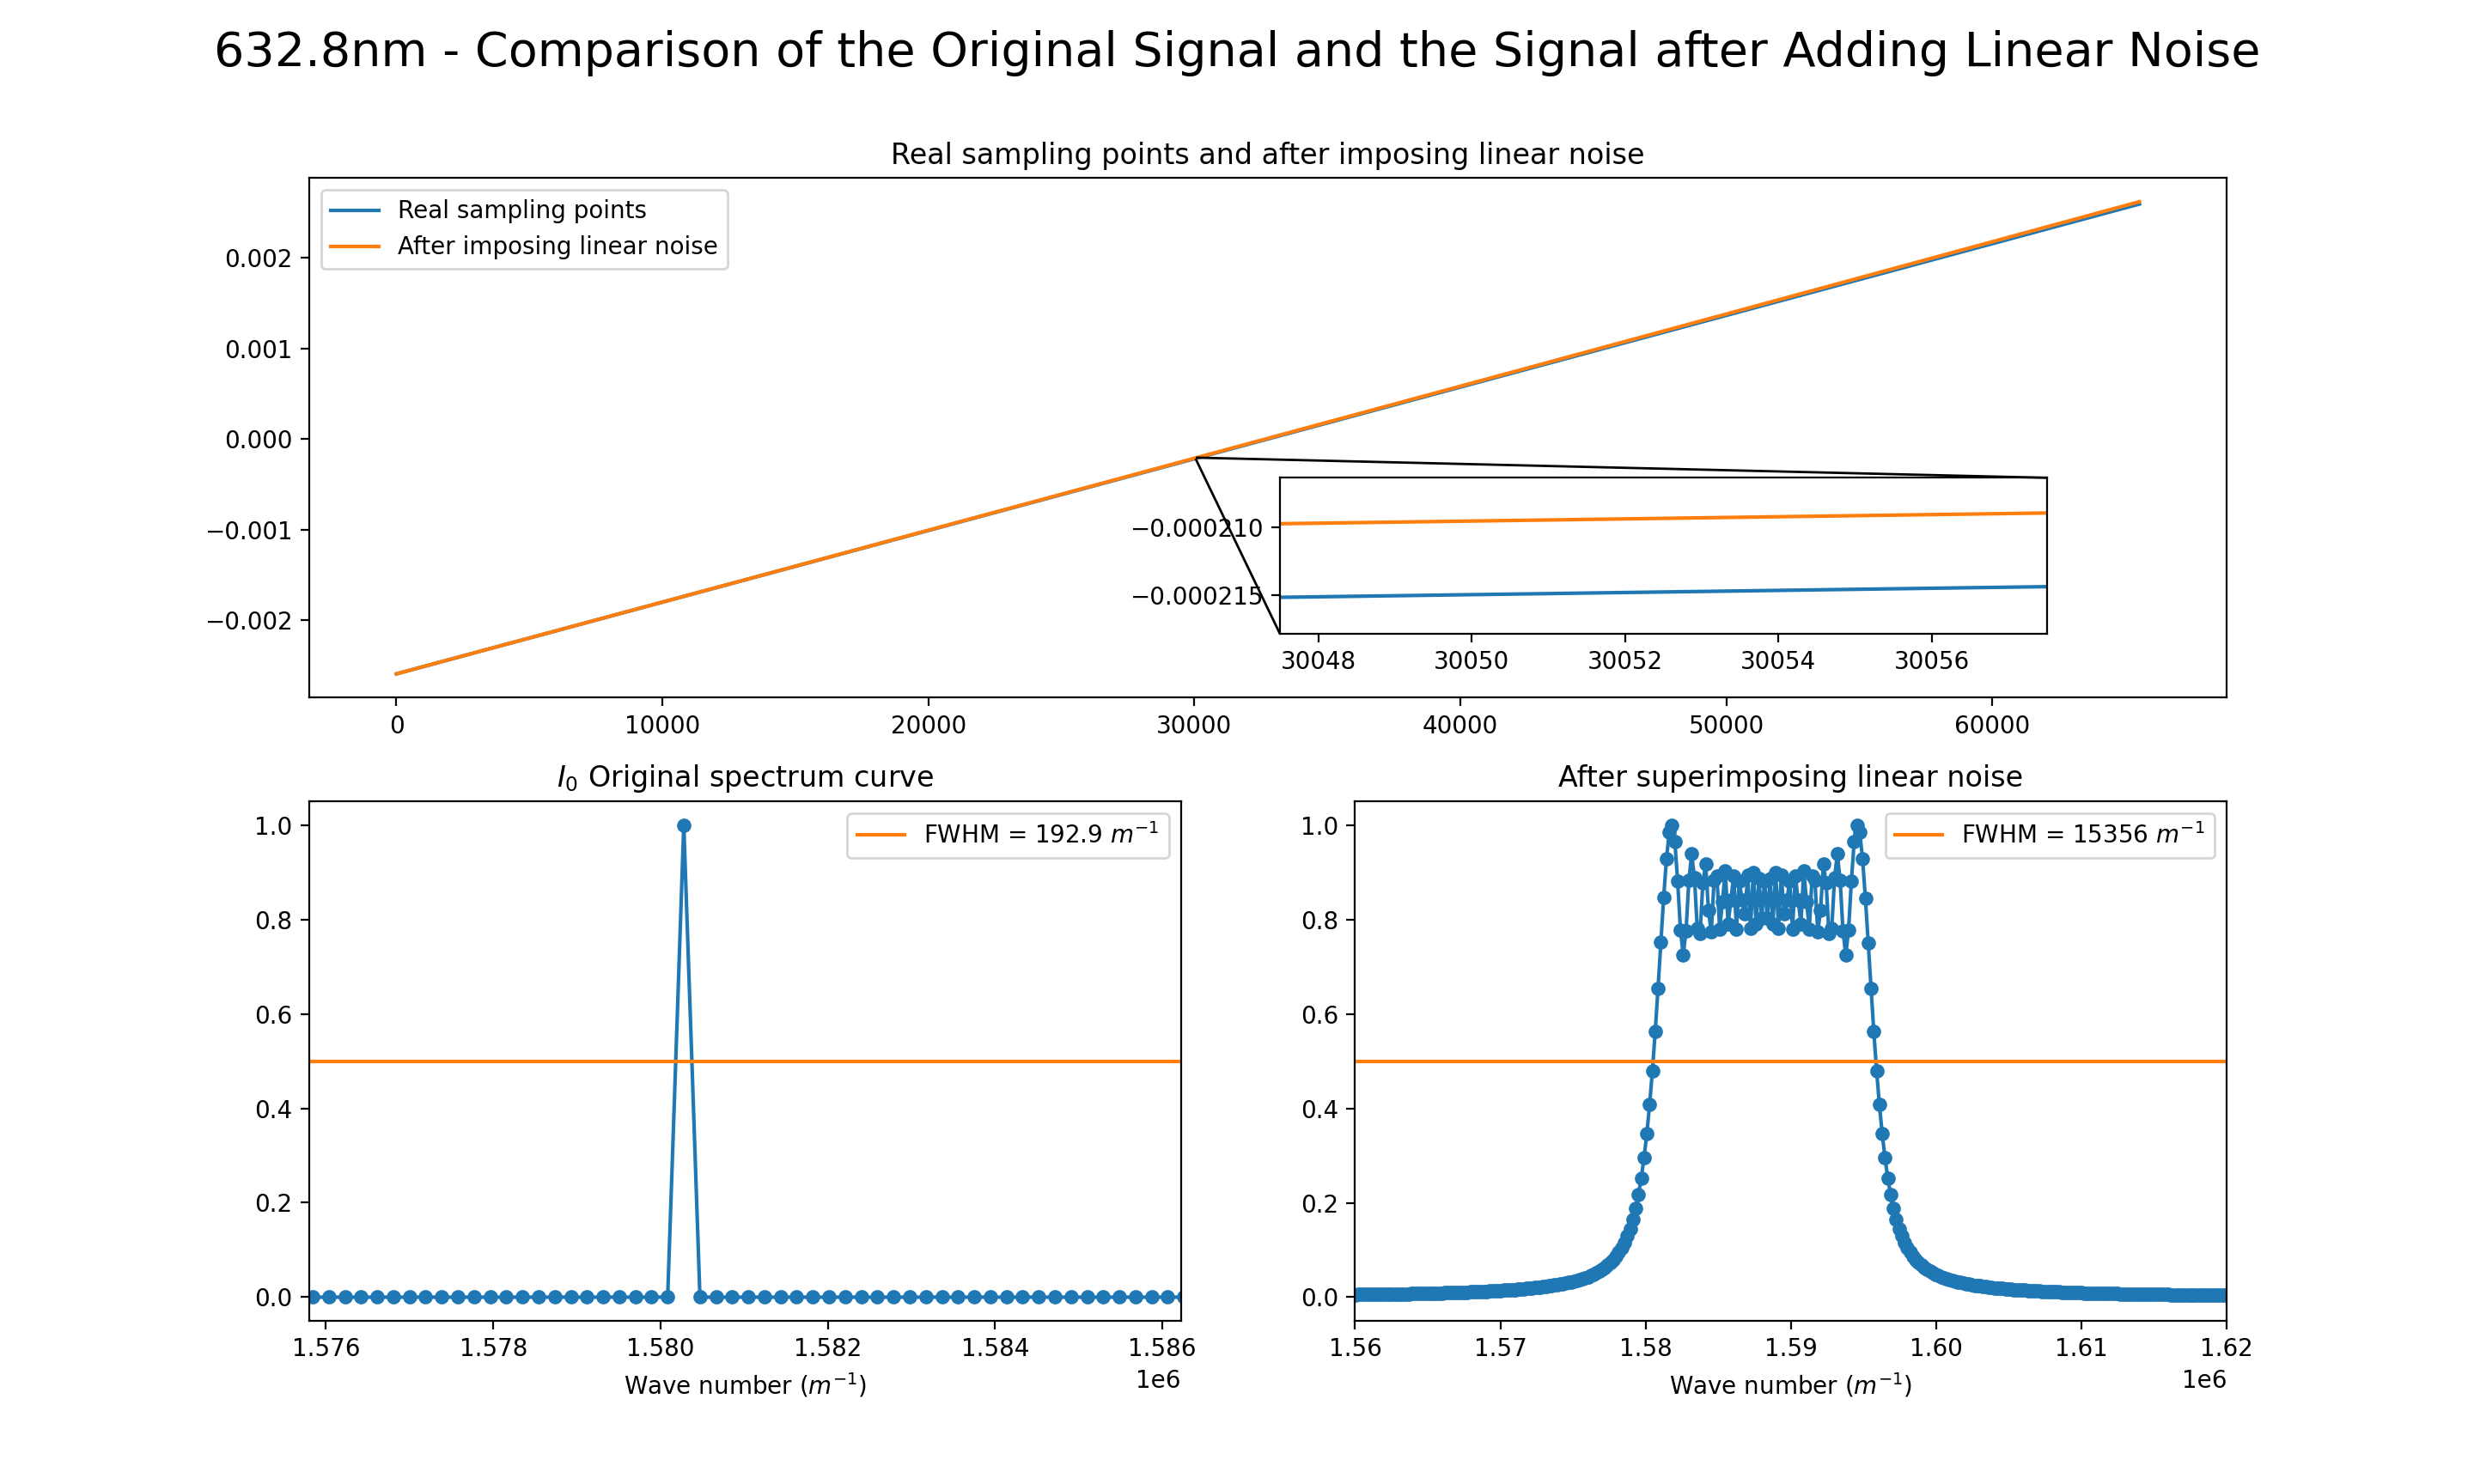 632.8nm - Comparison of the Original Signal and the Signal after Adding Linear Noise
Real sampling points and after imposing linear noise
Real sampling points
After imposing linear noise
0.002
0.001
0.000
−0.001
−0.002
−0.000210
−0.000215
30048 30050 30052 30054 30056
0 10000 20000 30000 40000 50000 60000
I₀ Original spectrum curve
FWHM = 192.9 m⁻¹
1.0
0.8
0.6
0.4
0.2
0.0
1.576 1.578 1.580 1.582 1.584 1.586
1e6
Wave number (m⁻¹)
After superimposing linear noise
FWHM = 15356 m⁻¹
1.0
0.8
0.6
0.4
0.2
0.0
1.56 1.57 1.58 1.59 1.60 1.61 1.62
1e6
Wave number (m⁻¹)